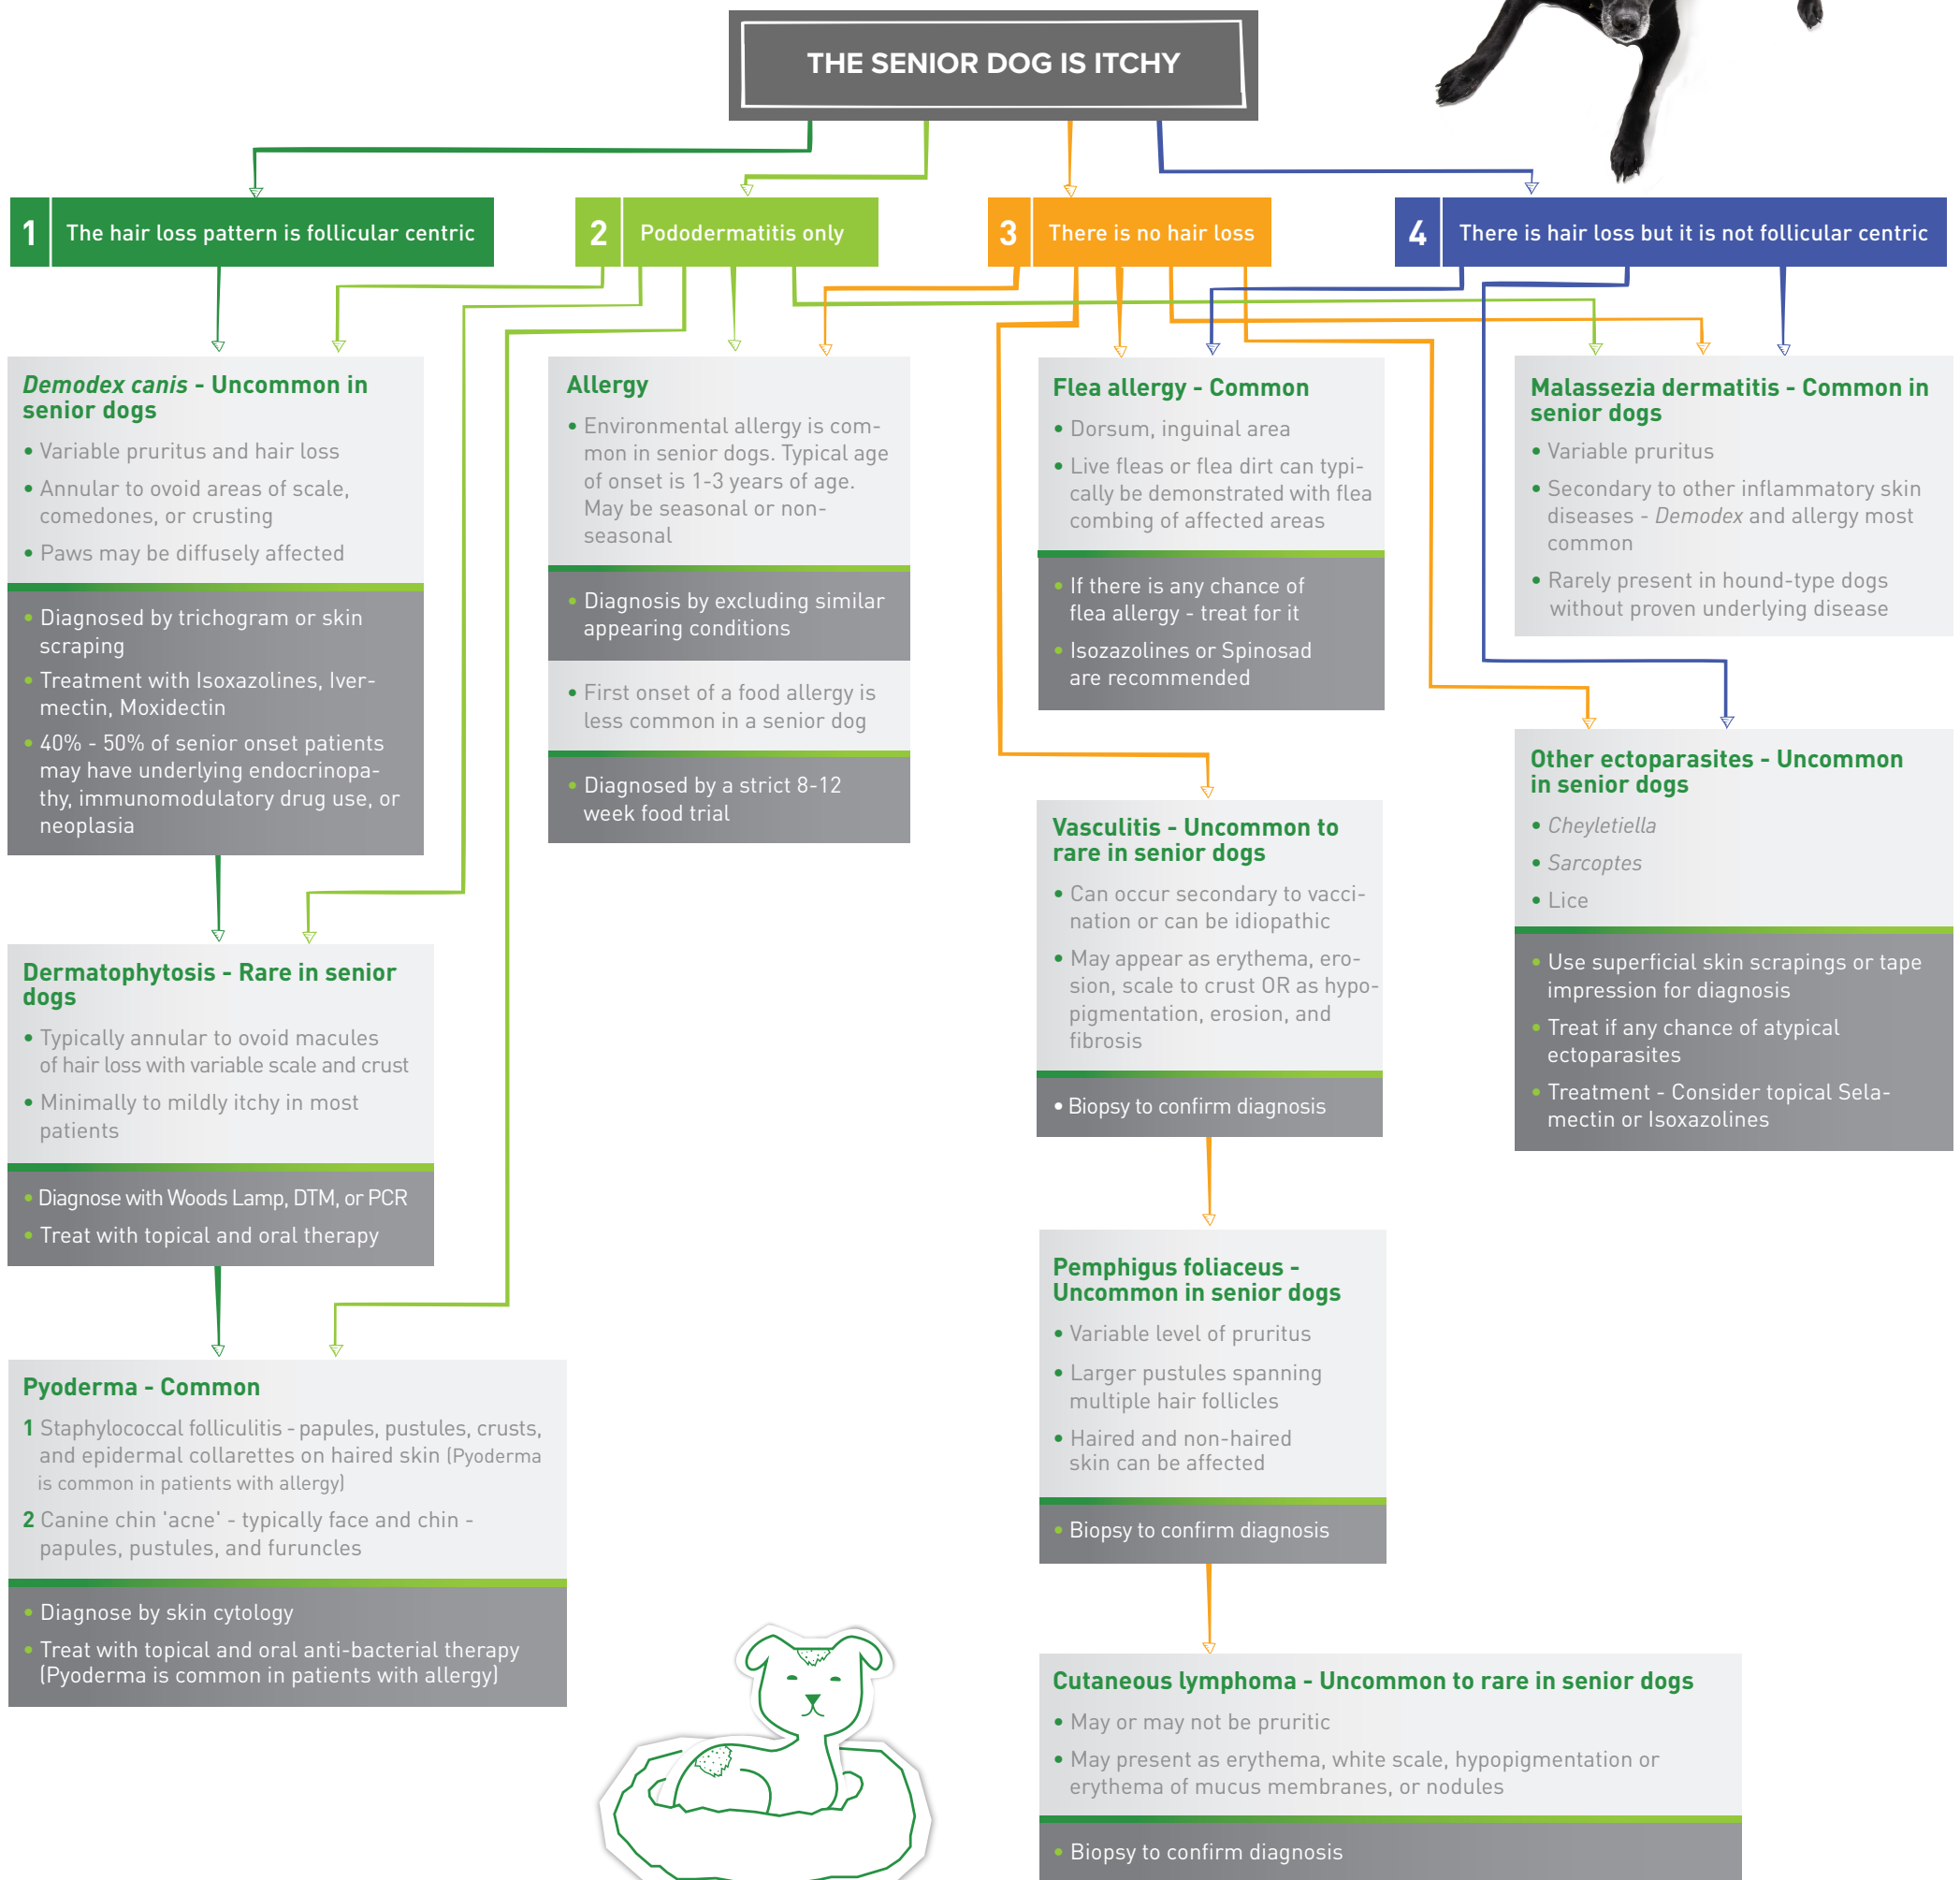 THE SENIOR DOG IS ITCHY
1 The hair loss pattern is follicular centric
2 Pododermatitis only
3 There is no hair loss
4 There is hair loss but it is not follicular centric
Demodex canis - Uncommon in
senior dogs
• Variable pruritus and hair loss
• Annular to ovoid areas of scale,
comedones, or crusting
• Paws may be diffusely affected
• Diagnosed by trichogram or skin
scraping
• Treatment with Isoxazolines, Iver-
mectin, Moxidectin
• 40% - 50% of senior onset patients
may have underlying endocrinopa-
thy, immunomodulatory drug use, or
neoplasia
Dermatophytosis - Rare in senior
dogs
• Typically annular to ovoid macules
of hair loss with variable scale and crust
• Minimally to mildly itchy in most
patients
• Diagnose with Woods Lamp, DTM, or PCR
• Treat with topical and oral therapy
Pyoderma - Common
1 Staphylococcal folliculitis - papules, pustules, crusts,
and epidermal collarettes on haired skin (Pyoderma
is common in patients with allergy)
2 Canine chin 'acne' - typically face and chin -
papules, pustules, and furuncles
• Diagnose by skin cytology
• Treat with topical and oral anti-bacterial therapy
(Pyoderma is common in patients with allergy)
Allergy
• Environmental allergy is com-
mon in senior dogs. Typical age
of onset is 1-3 years of age.
May be seasonal or non-
seasonal
• Diagnosis by excluding similar
appearing conditions
• First onset of a food allergy is
less common in a senior dog
• Diagnosed by a strict 8-12
week food trial
Flea allergy - Common
• Dorsum, inguinal area
• Live fleas or flea dirt can typi-
cally be demonstrated with flea
combing of affected areas
• If there is any chance of
flea allergy - treat for it
• Isozazolines or Spinosad
are recommended
Vasculitis - Uncommon to
rare in senior dogs
• Can occur secondary to vacci-
nation or can be idiopathic
• May appear as erythema, ero-
sion, scale to crust OR as hypo-
pigmentation, erosion, and
fibrosis
• Biopsy to confirm diagnosis
Pemphigus foliaceus -
Uncommon in senior dogs
• Variable level of pruritus
• Larger pustules spanning
multiple hair follicles
• Haired and non-haired
skin can be affected
• Biopsy to confirm diagnosis
Cutaneous lymphoma - Uncommon to rare in senior dogs
• May or may not be pruritic
• May present as erythema, white scale, hypopigmentation or
erythema of mucus membranes, or nodules
• Biopsy to confirm diagnosis
Malassezia dermatitis - Common in
senior dogs
• Variable pruritus
• Secondary to other inflammatory skin
diseases - Demodex and allergy most
common
• Rarely present in hound-type dogs
without proven underlying disease
Other ectoparasites - Uncommon
in senior dogs
• Cheyletiella
• Sarcoptes
• Lice
• Use superficial skin scrapings or tape
impression for diagnosis
• Treat if any chance of atypical
ectoparasites
• Treatment - Consider topical Sela-
mectin or Isoxazolines